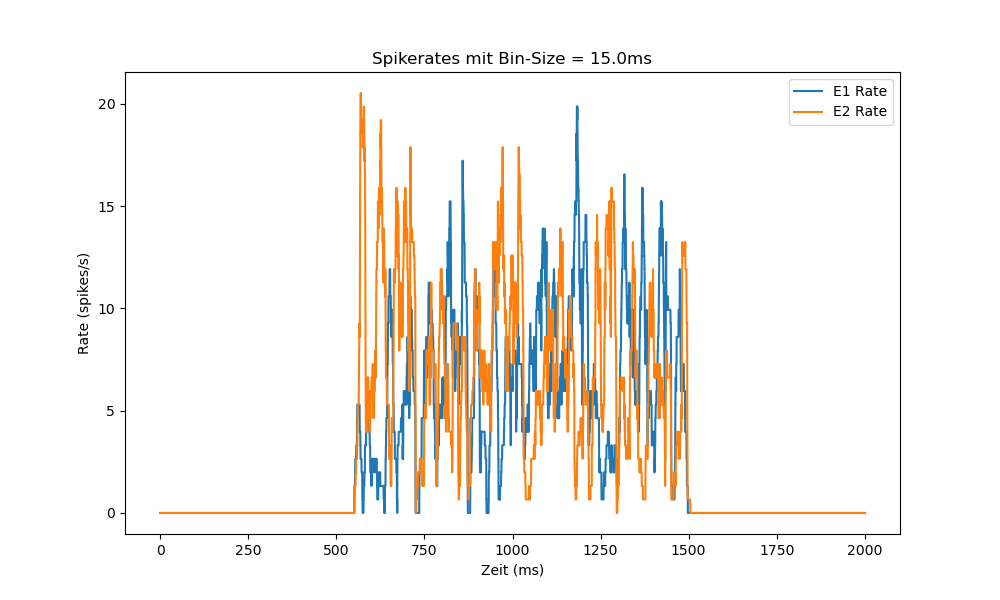 Spikerates mit Bin-Size = 15.0ms
E1 Rate
E2 Rate
20
15
10
5
0
Rate (spikes/s)
0 250 500 750 1000 1250 1500 1750 2000
Zeit (ms)